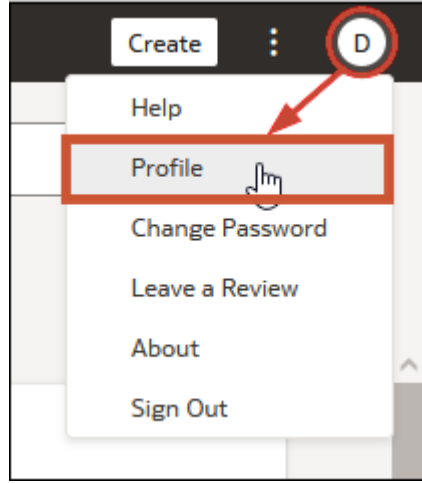 Create
D
Help
Profile
Change Password
Leave a Review
About
Sign Out